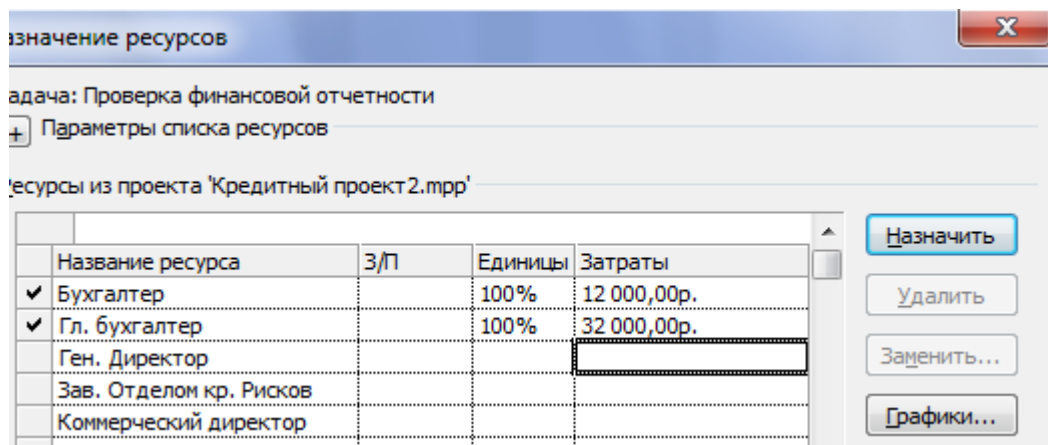 азначение ресурсов
адача: Проверка финансовой отчетности
+ Параметры списка ресурсов
Ресурсы из проекта 'Кредитный проект2.mpp'
Назначить
Название ресурса З/П Единицы Затраты
✔ Бухгалтер 100% 12 000,00р.
Удалить
✔ Гл. бухгалтер 100% 32 000,00р.
Ген. Директор
Заменить...
Зав. Отделом кр. Рисков
Коммерческий директор
Графики...